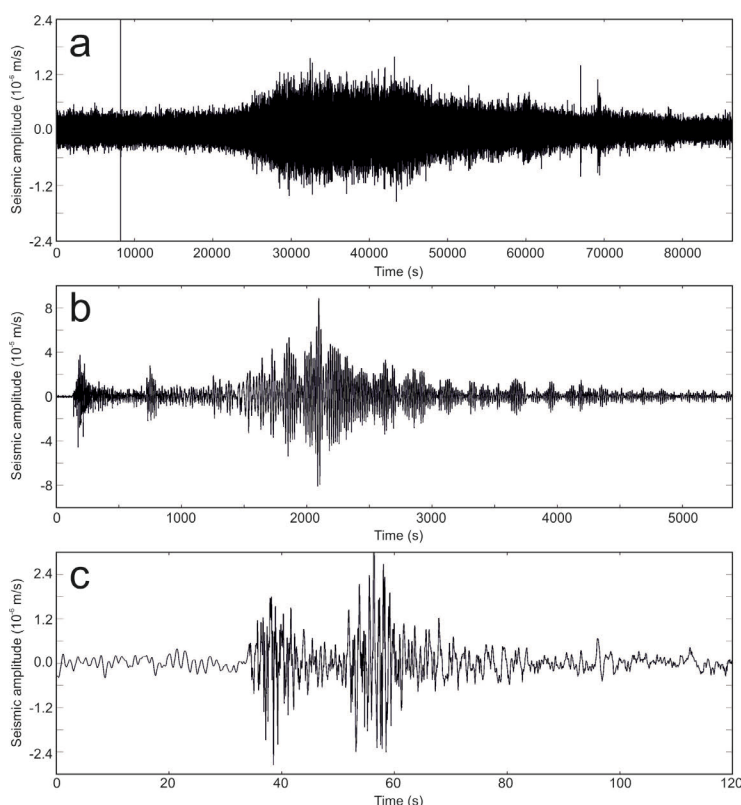 a
Seismic amplitude (10⁻⁶ m/s)
2.4
1.2
0.0
-1.2
-2.4
0 10000 20000 30000 40000 50000 60000 70000 80000
Time (s)
b
Seismic amplitude (10⁻⁶ m/s)
8
4
0
-4
-8
0 1000 2000 3000 4000 5000
Time (s)
c
Seismic amplitude (10⁻⁶ m/s)
2.4
1.2
0.0
-1.2
-2.4
0 20 40 60 80 100 120
Time (s)